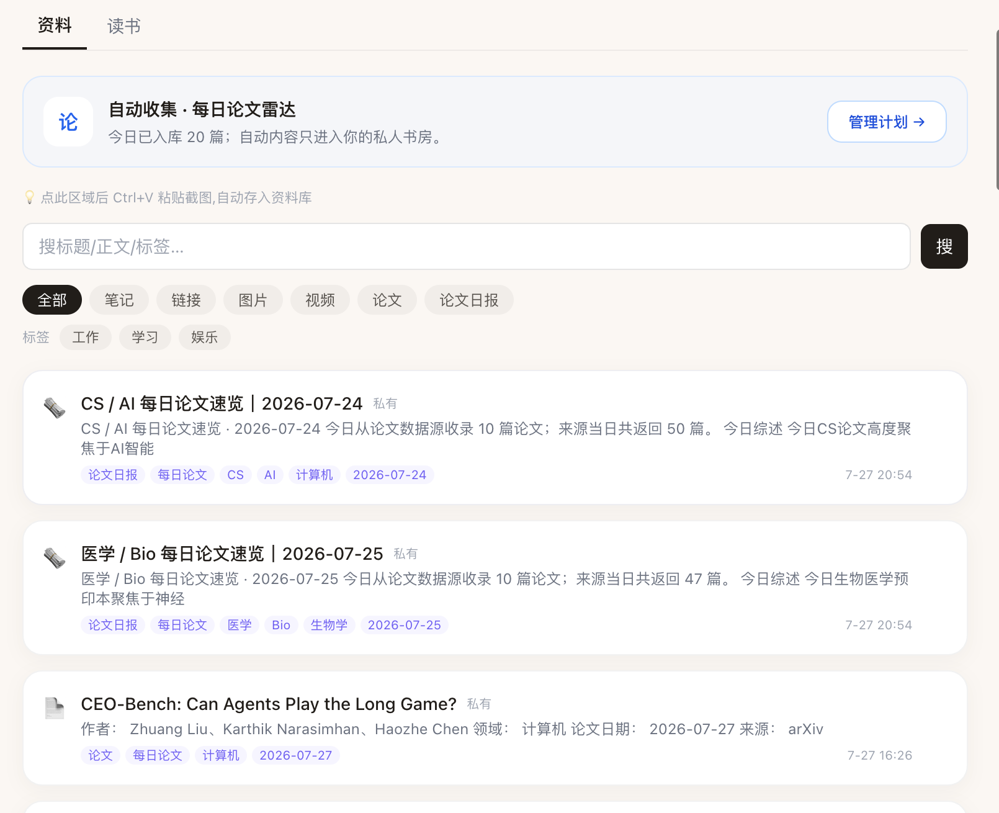 资料
读书
论
自动收集 · 每日论文雷达
今日已入库 20 篇；自动内容只进入你的私人书房。
管理计划 →
点此区域后 Ctrl+V 粘贴截图,自动存入资料库
搜标题/正文/标签...
搜
全部
笔记
链接
图片
视频
论文
论文日报
标签
工作
学习
娱乐
CS / AI 每日论文速览｜2026-07-24 私有
CS / AI 每日论文速览 · 2026-07-24 今日从论文数据源收录 10 篇论文；来源当日共返回 50 篇。 今日综述 今日CS论文高度聚
焦于AI智能
论文日报 每日论文 CS AI 计算机 2026-07-24
7-27 20:54
医学 / Bio 每日论文速览｜2026-07-25 私有
医学 / Bio 每日论文速览 · 2026-07-25 今日从论文数据源收录 10 篇论文；来源当日共返回 47 篇。 今日综述 今日生物医学预
印本聚焦于神经
论文日报 每日论文 医学 Bio 生物学 2026-07-25
7-27 20:54
CEO-Bench: Can Agents Play the Long Game? 私有
作者： Zhuang Liu、Karthik Narasimhan、Haozhe Chen 领域： 计算机 论文日期： 2026-07-27 来源： arXiv
论文 每日论文 计算机 2026-07-27
7-27 16:26